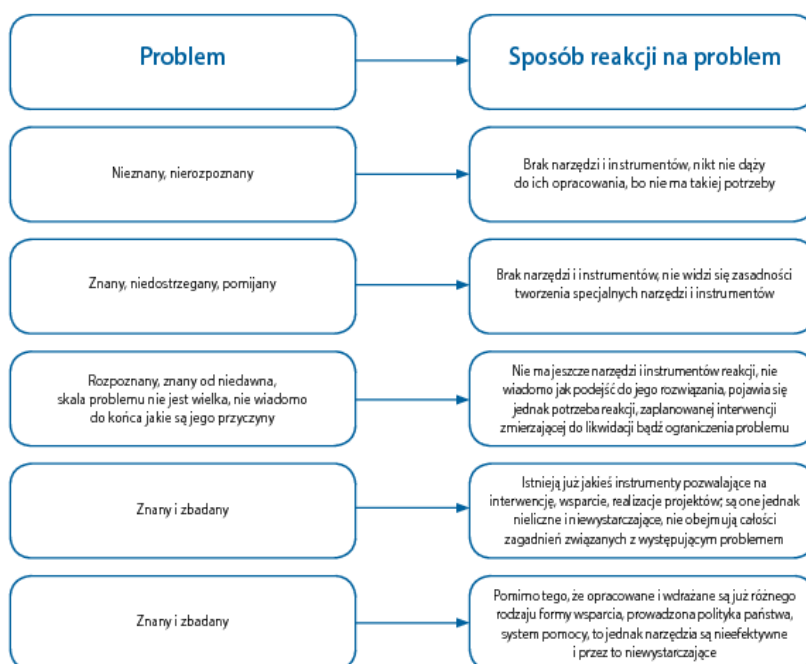 Problem
Sposób reakcji na problem
Nieznany, nierozpoznany
Brak narzędzi i instrumentów, nikt nie dąży
do ich opracowania, bo nie ma takiej potrzeby
Znany, niedostrzegany, pomijany
Brak narzędzi i instrumentów, nie widzi się zasadności
tworzenia specjalnych narzędzi i instrumentów
Rozpoznany, znany od niedawna,
skala problemu nie jest wielka, nie wiadomo
do końca jakie są jego przyczyny
Nie ma jeszcze narzędzi i instrumentów reakcji, nie
wiadomo jak podejść do jego rozwiązania, pojawia się
jednak potrzeba reakcji, zaplanowanej interwencji
zmierzającej do likwidacji bądź ograniczenia problemu
Znany i zbadany
Istnieją już jakieś instrumenty pozwalające na
interwencję, wsparcie, realizacje projektów; są one jednak
nieliczne i niewystarczające, nie obejmują całości
zagadnień związanych z występującym problemem
Znany i zbadany
Pomimo tego, że opracowane i wdrażane są już różnego
rodzaju formy wsparcia, prowadzona polityka państwa,
system pomocy, to jednak narzędzia są nieefektywne
i przez to niewystarczające